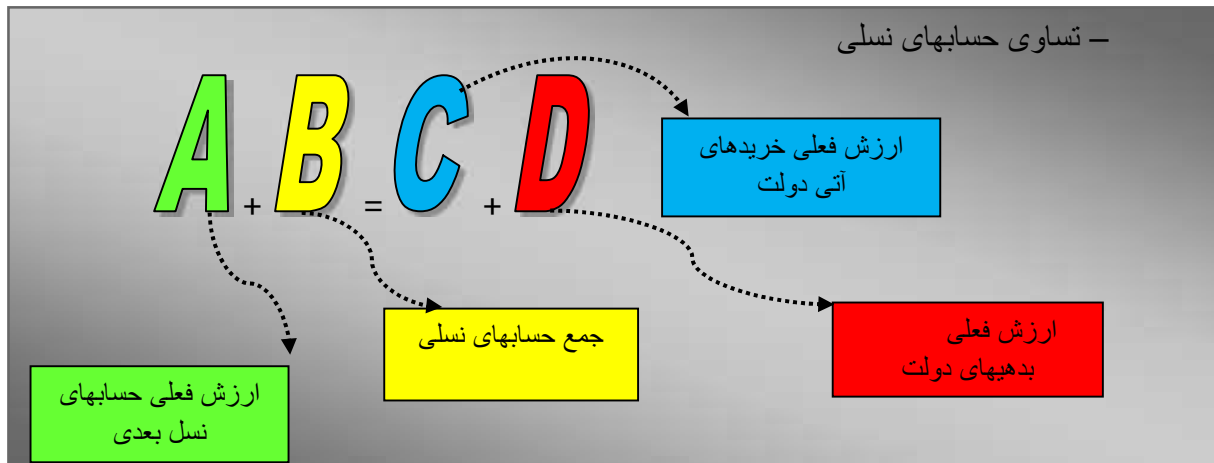 – تساوی حسابهای نسلی
A + B = C + D
ارزش فعلی خریدهای
آتی دولت
جمع حسابهای نسلی
ارزش فعلی
بدهیهای دولت
ارزش فعلی حسابهای
نسل بعدی